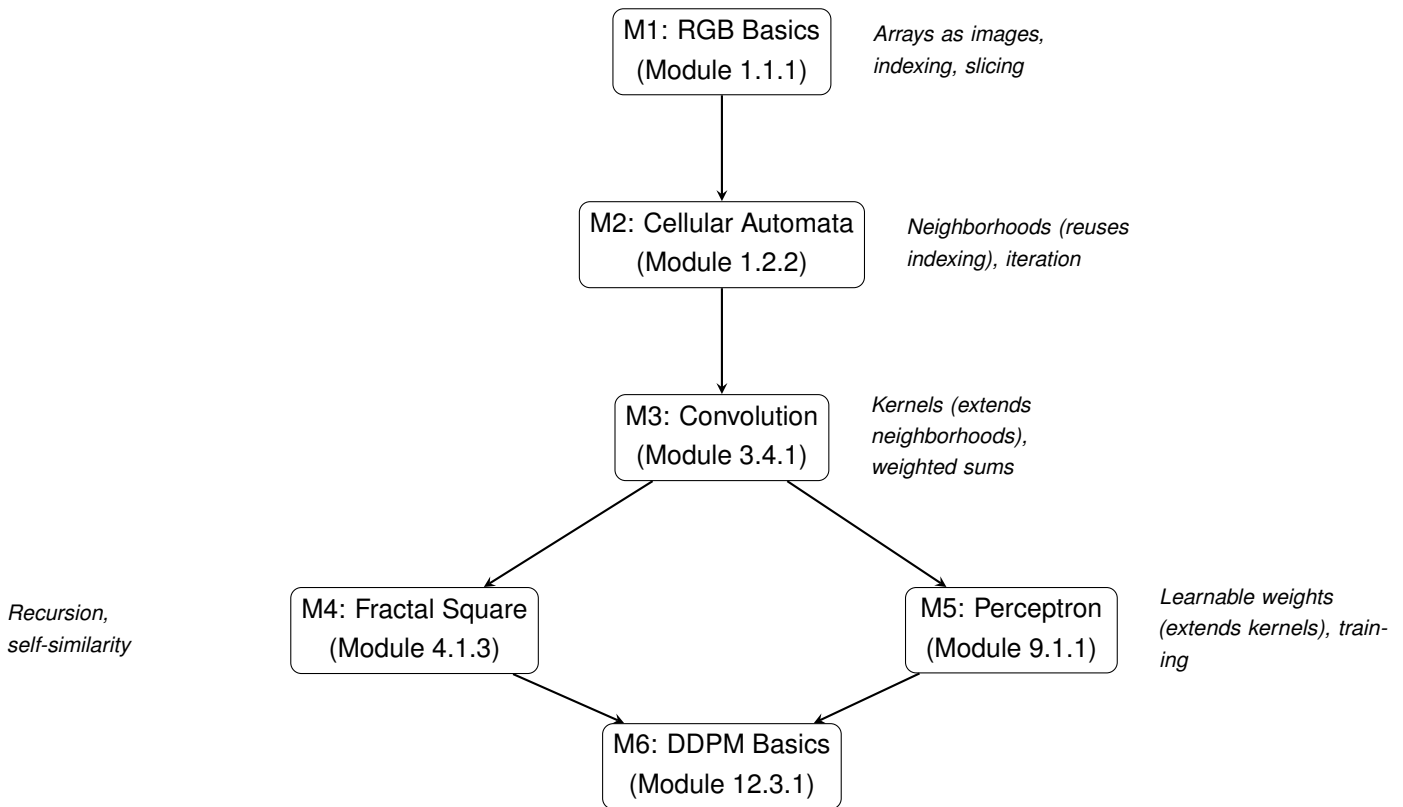 M1: RGB Basics
(Module 1.1.1)
Arrays as images,
indexing, slicing
M2: Cellular Automata
(Module 1.2.2)
Neighborhoods (reuses
indexing), iteration
M3: Convolution
(Module 3.4.1)
Kernels (extends
neighborhoods),
weighted sums
Recursion,
self-similarity
M4: Fractal Square
(Module 4.1.3)
M5: Perceptron
(Module 9.1.1)
Learnable weights
(extends kernels), train-
ing
M6: DDPM Basics
(Module 12.3.1)